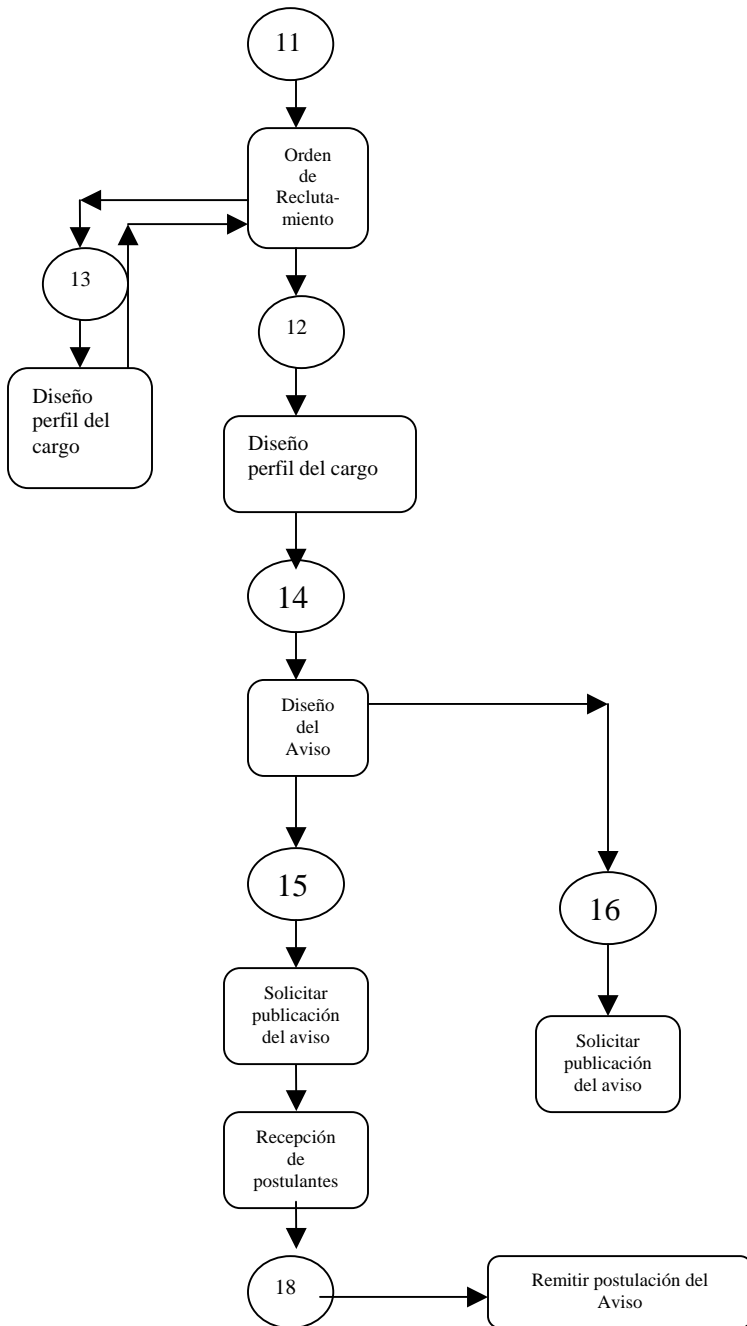 11
Orden
de
Recluta-
miento
13
12
Diseño
perfil del
cargo
Diseño
perfil del cargo
14
Diseño
del
Aviso
15
16
Solicitar
publicación
del aviso
Solicitar
publicación
del aviso
Recepción
de
postulantes
18
Remitir postulación del
Aviso